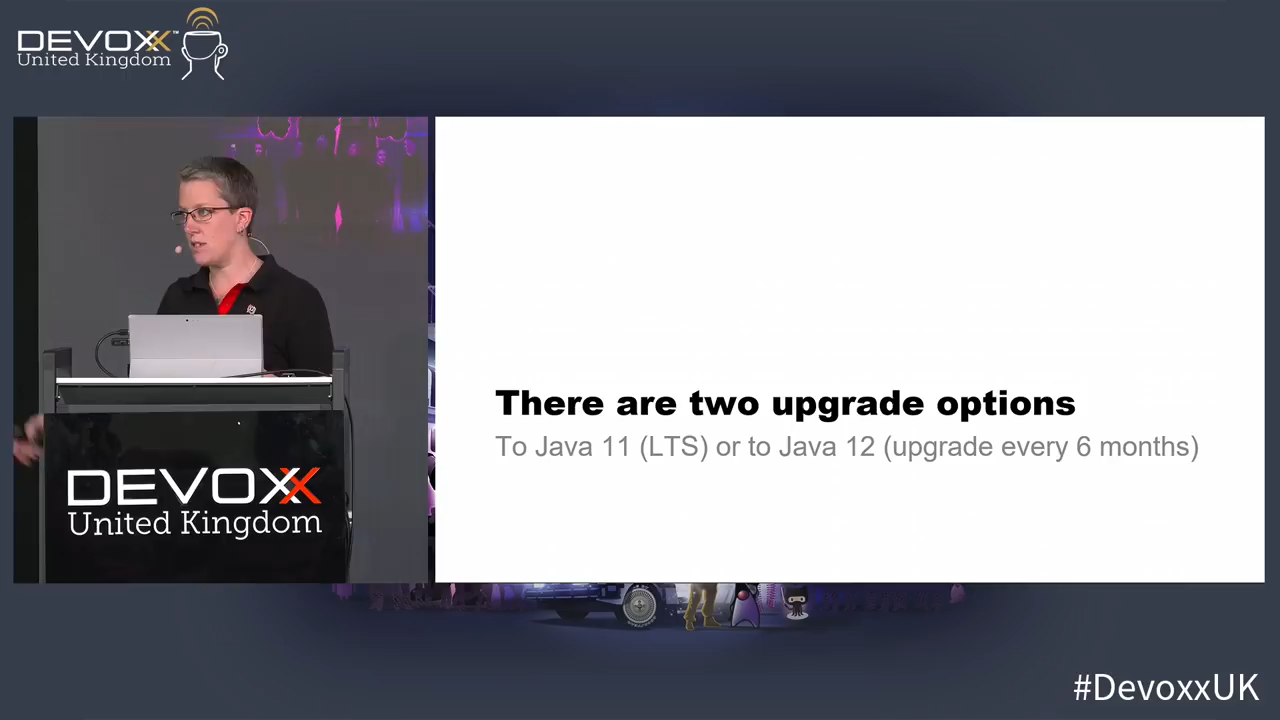 DEVOXX™
United Kingdom
There are two upgrade options
To Java 11 (LTS) or to Java 12 (upgrade every 6 months)
DEVOXX
United Kingdom
#DevoxxUK